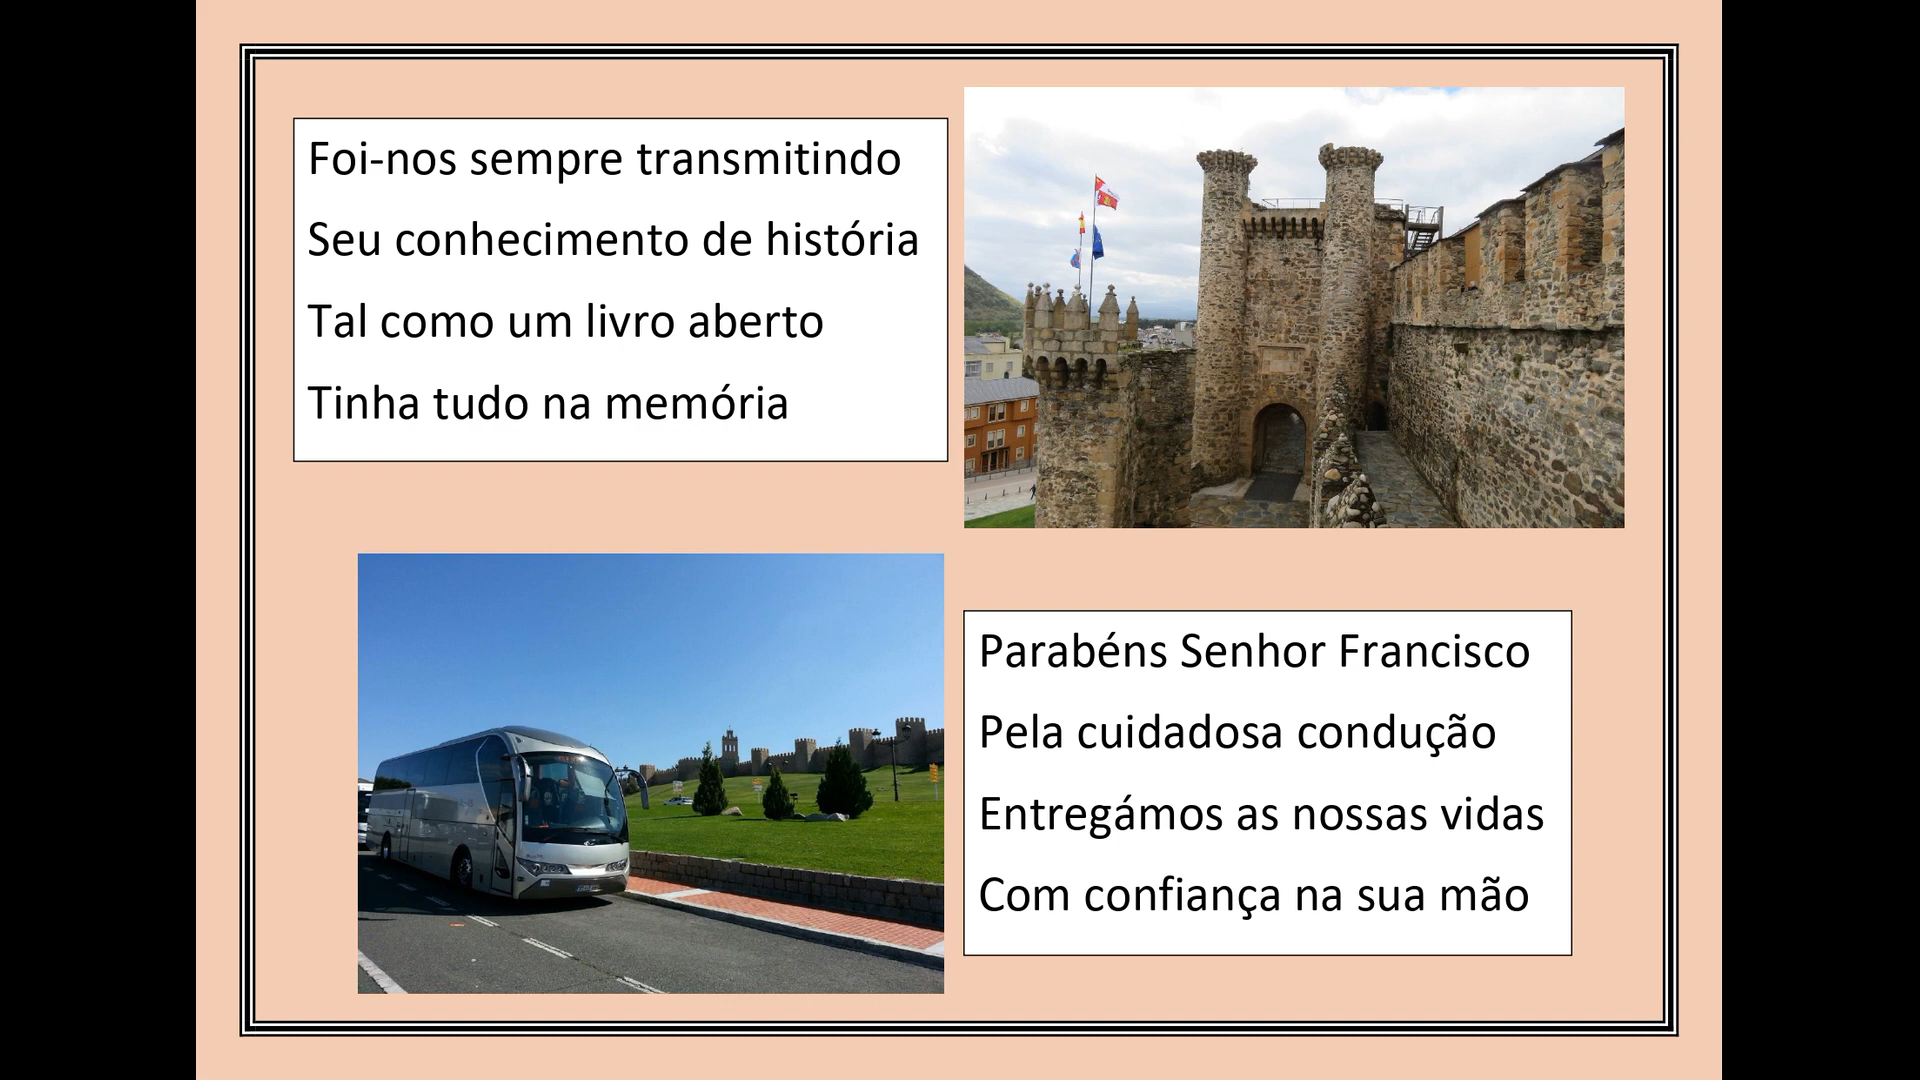 Foi-nos sempre transmitindo
Seu conhecimento de história
Tal como um livro aberto
Tinha tudo na memória
Parabéns Senhor Francisco
Pela cuidadosa condução
Entregámos as nossas vidas
Com confiança na sua mão